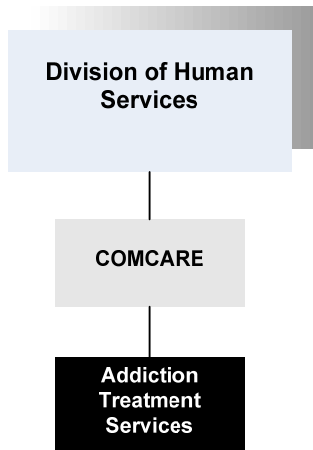 Division of Human
Services
COMCARE
Addiction
Treatment
Services